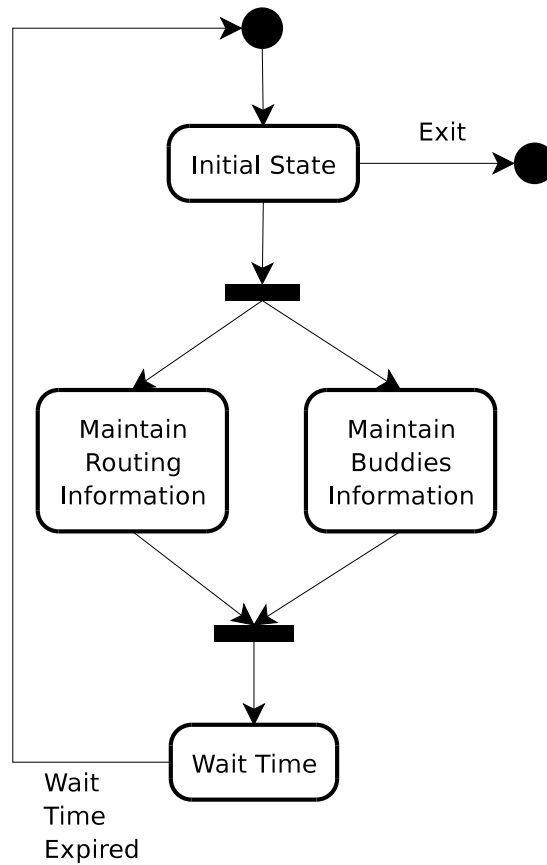 Exit
Initial State
Maintain
Routing
Information
Maintain
Buddies
Information
Wait Time
Wait
Time
Expired